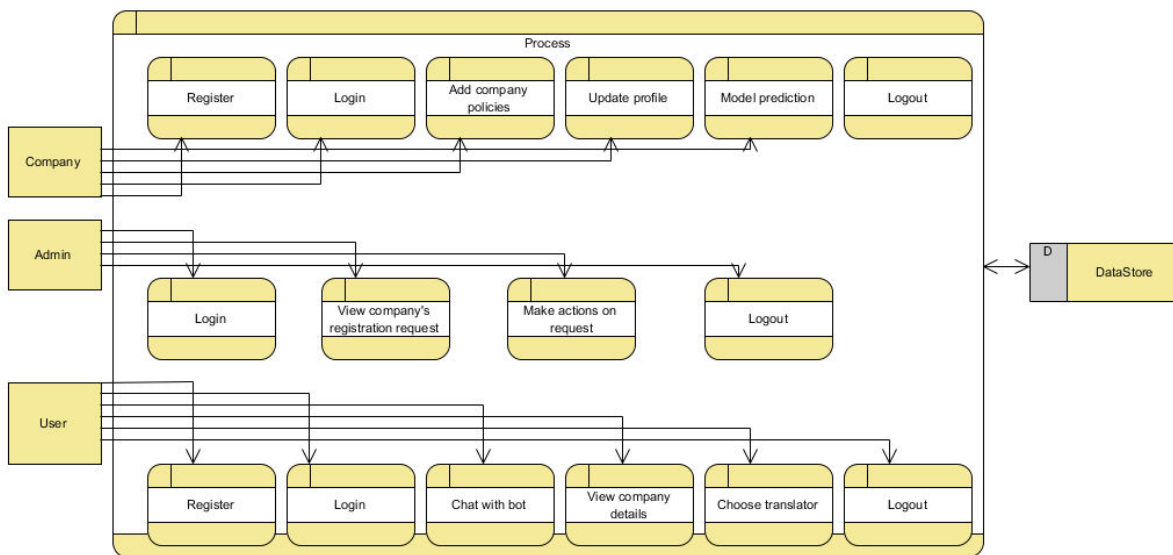 Process
Register
Login
Add company
policies
Update profile
Model prediction
Logout
Company
Admin
Login
View company's
registration request
Make actions on
request
Logout
D
DataStore
User
Register
Login
Chat with bot
View company
details
Choose translator
Logout